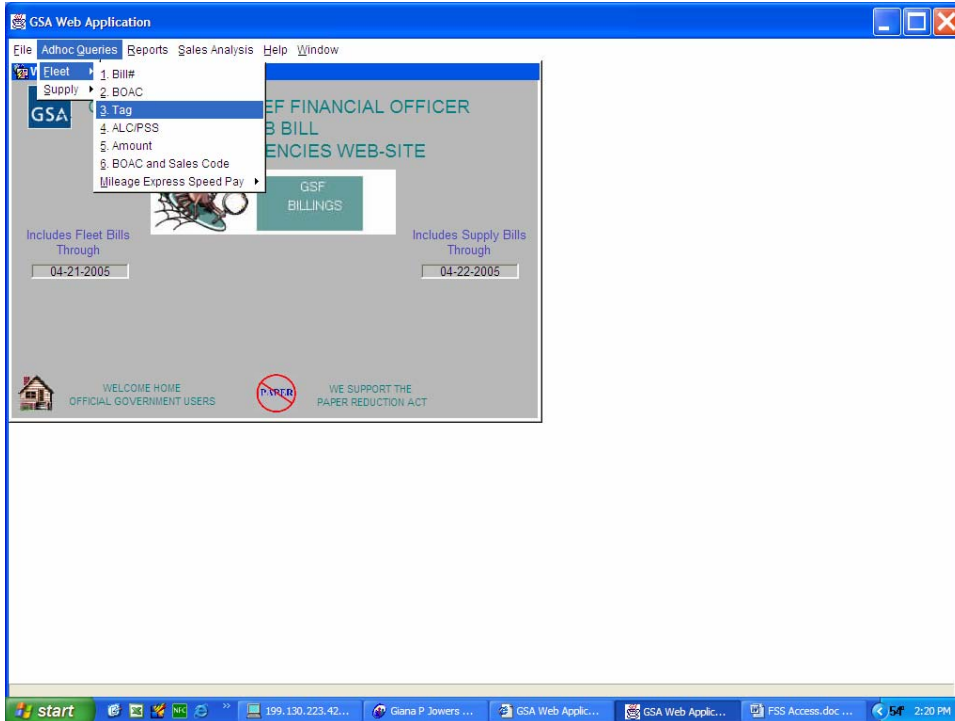 GSA Web Application
File Adhoc Queries Reports Sales Analysis Help Window
W
Fleet
Supply
1. Bill#
2. BOAC
3. Tag
4. ALC/PSS
5. Amount
6. BOAC and Sales Code
Mileage Express Speed Pay
GSA
EF FINANCIAL OFFICER
B BILL
ENCIES WEB-SITE
GSF
BILLINGS
Includes Fleet Bills
Through
04-21-2005
Includes Supply Bills
Through
04-22-2005
WELCOME HOME
OFFICIAL GOVERNMENT USERS
PAPER
WE SUPPORT THE
PAPER REDUCTION ACT
start
NFC
199.130.223.42...
Giana P Jowers ...
GSA Web Applic...
GSA Web Applic...
FSS Access.doc ...
54°
2:20 PM